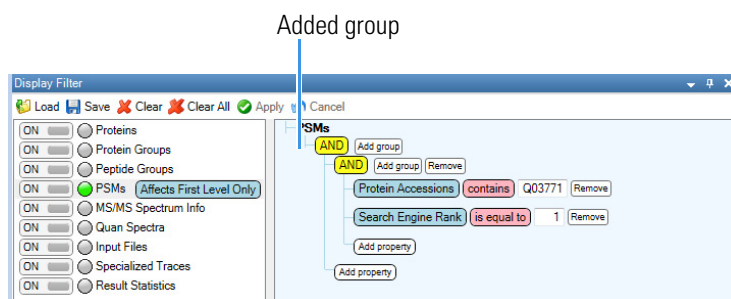 Added group
Display Filter
Load Save Clear Clear All Apply Cancel
ON Proteins
ON Protein Groups
ON Peptide Groups
ON PSMs Affects First Level Only
ON MS/MS Spectrum Info
ON Quan Spectra
ON Input Files
ON Specialized Traces
ON Result Statistics
PSMs
AND Add group
AND Add group Remove
Protein Accessions contains Q03771 Remove
Search Engine Rank is equal to 1 Remove
Add property
Add property